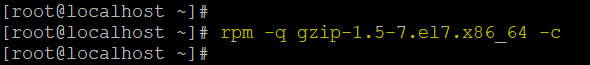 [root@localhost ~]#
[root@localhost ~]# rpm -q gzip-1.5-7.el7.x86_64 -c
[root@localhost ~]#